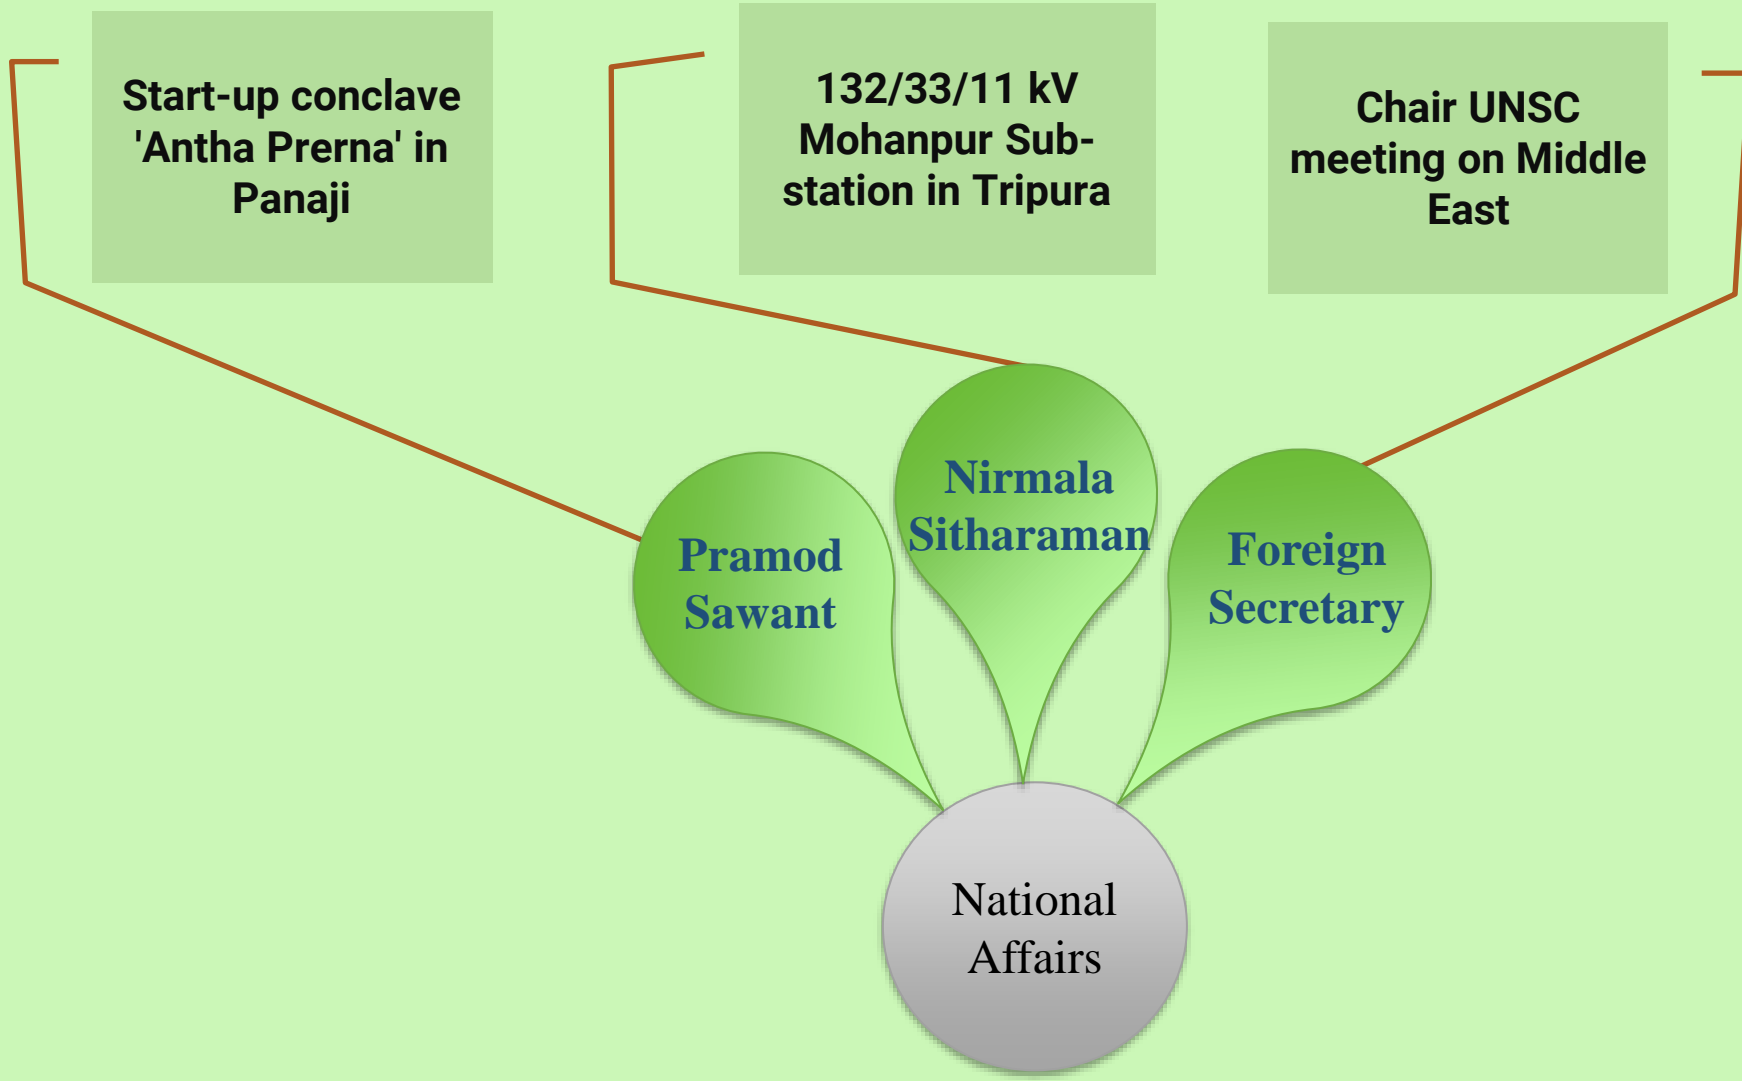 Start-up conclave
'Antha Prerna' in
Panaji
132/33/11 kV
Mohanpur Sub-
station in Tripura
Chair UNSC
meeting on Middle
East
Pramod
Sawant
Nirmala
Sitharaman
Foreign
Secretary
National
Affairs